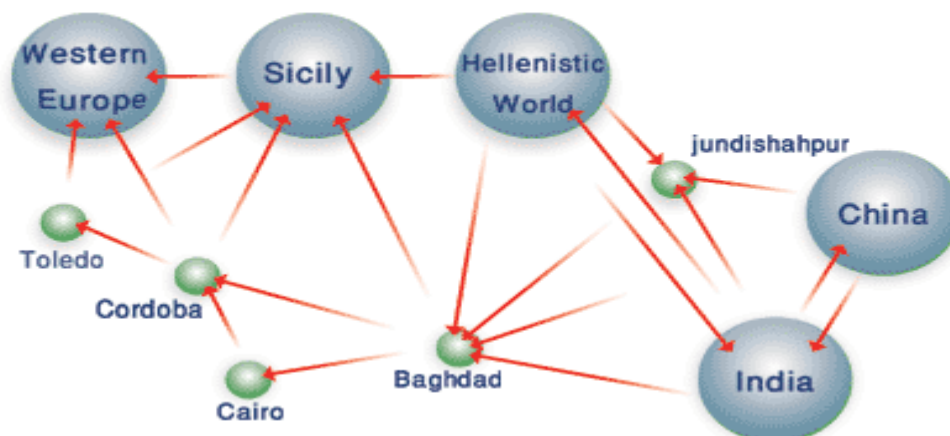 Western
Europe
Sicily
Hellenistic
World
jundishahpur
China
Toledo
Cordoba
Baghdad
India
Cairo